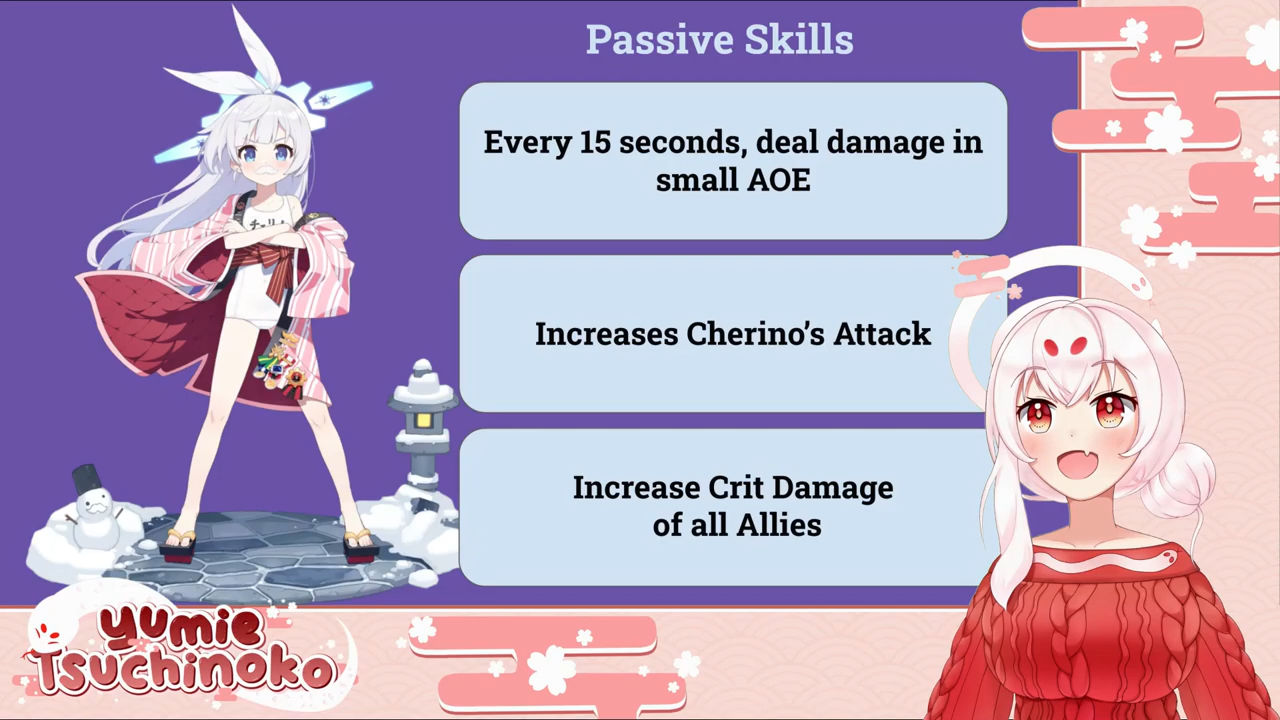 Passive Skills
Every 15 seconds, deal damage in
small AOE
Increases Cherino’s Attack
Increase Crit Damage
of all Allies
yumie
Tsuchinoko